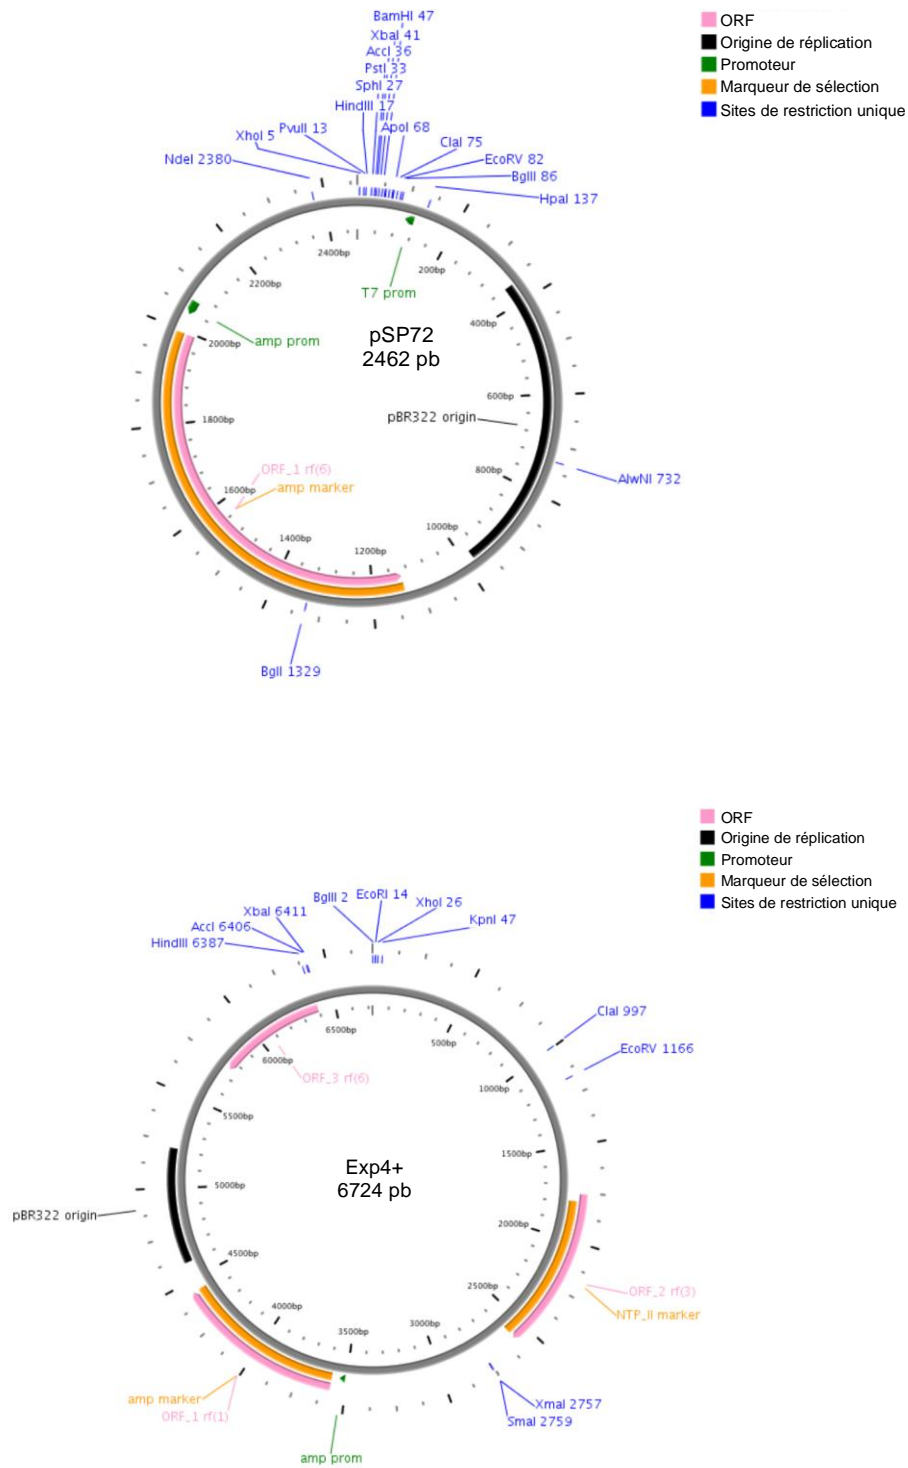 BamHI 47
XbaI 41
AccI 36
PstI 33
SphI 27
HindIII 17
ApoI 68
PvuII 13
XhoI 5
NdeI 2380
ClaI 75
EcoRV 82
BglII 86
HpaI 137
ORF
Origine de réplication
Promoteur
Marqueur de sélection
Sites de restriction unique
2400bp
200bp
2200bp
T7 prom
400bp
2000bp
amp prom
pSP72
2462 pb
600bp
pBR322 origin
1800bp
ORF_1 rf(6)
amp marker
800bp
AlwNI 732
1600bp
1000bp
1400bp
1200bp
BglI 1329
ORF
Origine de réplication
Promoteur
Marqueur de sélection
Sites de restriction unique
BglII 2
EcoRI 14
XhoI 26
KpnI 47
XbaI 6411
AccI 6406
HindIII 6387
ClaI 997
EcoRV 1166
6500bp
500bp
6000bp
ORF_3 rf(6)
1000bp
5500bp
1500bp
Exp4+
6724 pb
5000bp
pBR322 origin
2000bp
4500bp
2500bp
ORF_2 rf(3)
NTP_II marker
4000bp
3500bp
3000bp
amp marker
ORF_1 rf(1)
XmaI 2757
SmaI 2759
amp prom